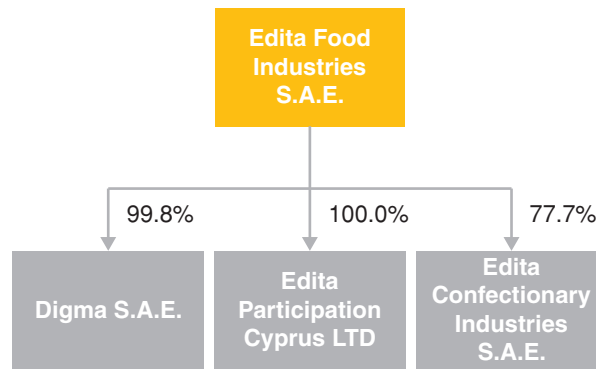 Edita Food
Industries
S.A.E.
99.8%
100.0%
77.7%
Digma S.A.E.
Edita
Participation
Cyprus LTD
Edita
Confectionary
Industries
S.A.E.